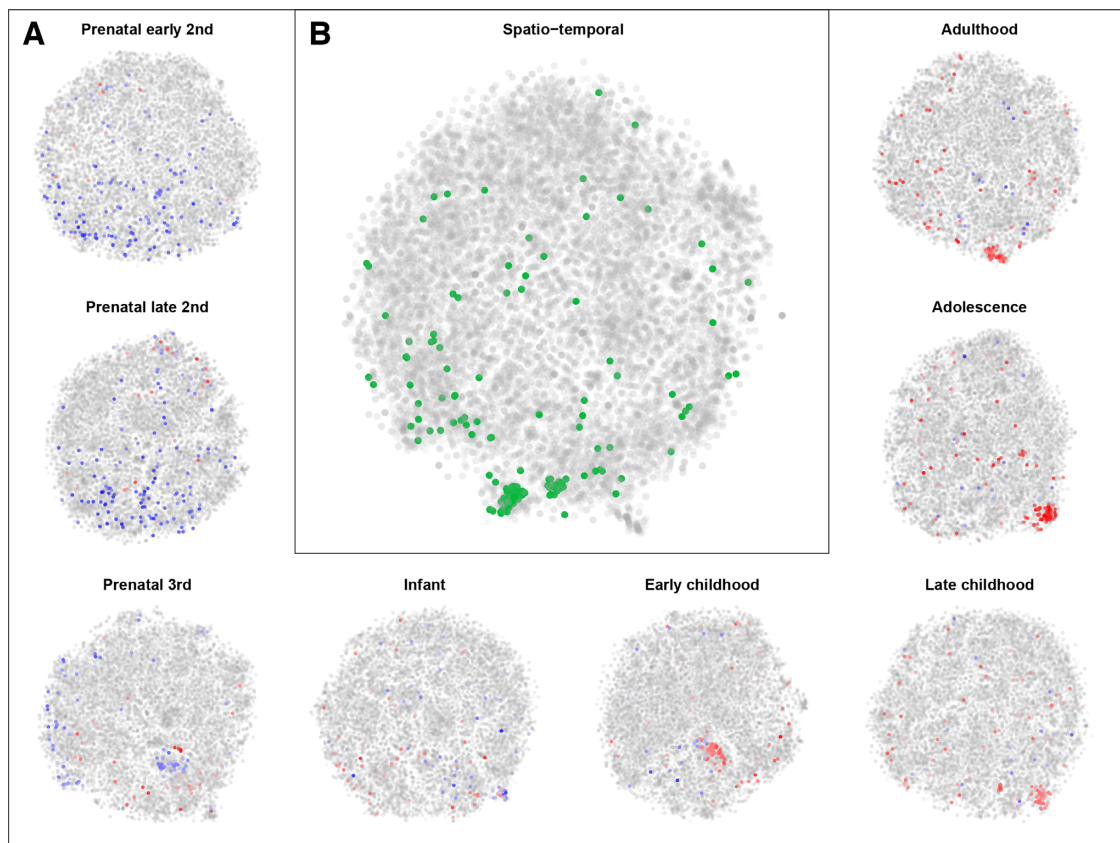 A
Prenatal early 2nd
B
Spatio−temporal
Adulthood
Prenatal late 2nd
Adolescence
Prenatal 3rd
Infant
Early childhood
Late childhood